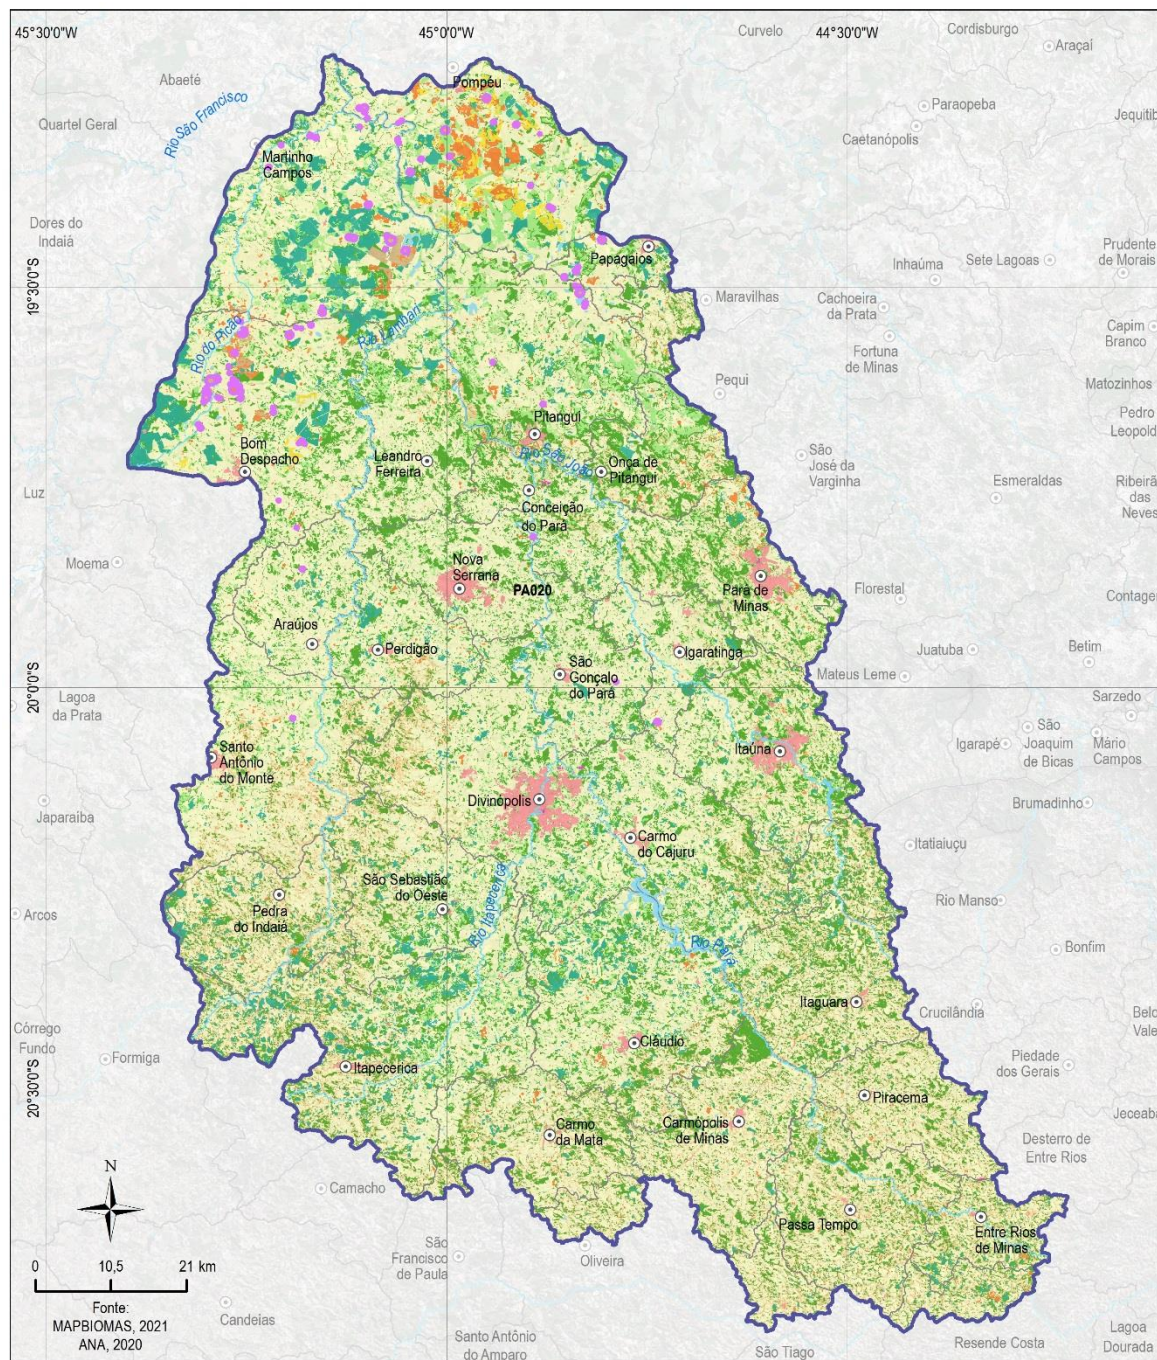 45°30'0"W
45°0'0"W
44°30'0"W
Curvelo
Cordisburgo
Araçaí
Abaeté
Pompéu
Paraopeba
Jequitib
Quartel Geral
Rio São Francisco
Caetanópolis
Martinho
Campos
Dores do
Indaiá
Papagaios
Inhaúma
Sete Lagoas
Prudente
de Morais
19°30'0"S
Maravilhas
Cachoeira
da Prata
Rio do Picão
Rio Lambari
Fortuna
de Minas
Capim
Branco
Pequi
Matozinhos
Pitangui
Pedro
Leopold
Bom
Despacho
Leandro
Ferreira
Rio São João
Onça de
Pitangui
São
José da
Varginha
Luz
Conceição
do Pará
Esmeraldas
Ribeirã
das
Neves
Moema
Nova
Serrana
PA020
Pará de
Minas
Florestal
Contage
Araújos
Perdigão
São
Gonçalo
do Pará
Igaratinga
Juatuba
Betim
Mateus Leme
20°0'0"S
Lagoa
da Prata
Sarzedo
Santo
Antônio
do Monte
Itaúna
Igarapé
São
Joaquim
de Bicas
Mário
Campos
Divinópolis
Brumadinho
Japaraíba
Carmo
do Cajuru
Itatiaiuçu
São Sebastião
do Oeste
Rio Itapecerica
Pedra
do Indaiá
Rio Manso
Arcos
Rio Pará
Bonfim
Itaguara
Crucilândia
Belo
Vale
Córrego
Fundo
Formiga
Cláudio
Itapecerica
Piedade
dos Gerais
20°30'0"S
Piracema
Carmo
da Mata
Carmópolis
de Minas
Jeceaba
Desterro de
Entre Rios
N
Camacho
Passa Tempo
Entre Rios
de Minas
São
Francisco
de Paula
Oliveira
0 10,5 21 km
Fonte:
MAPBIOMAS, 2021
ANA, 2020
Candeias
Santo Antônio
do Amparo
São Tiago
Resende Costa
Lagoa
Dourada